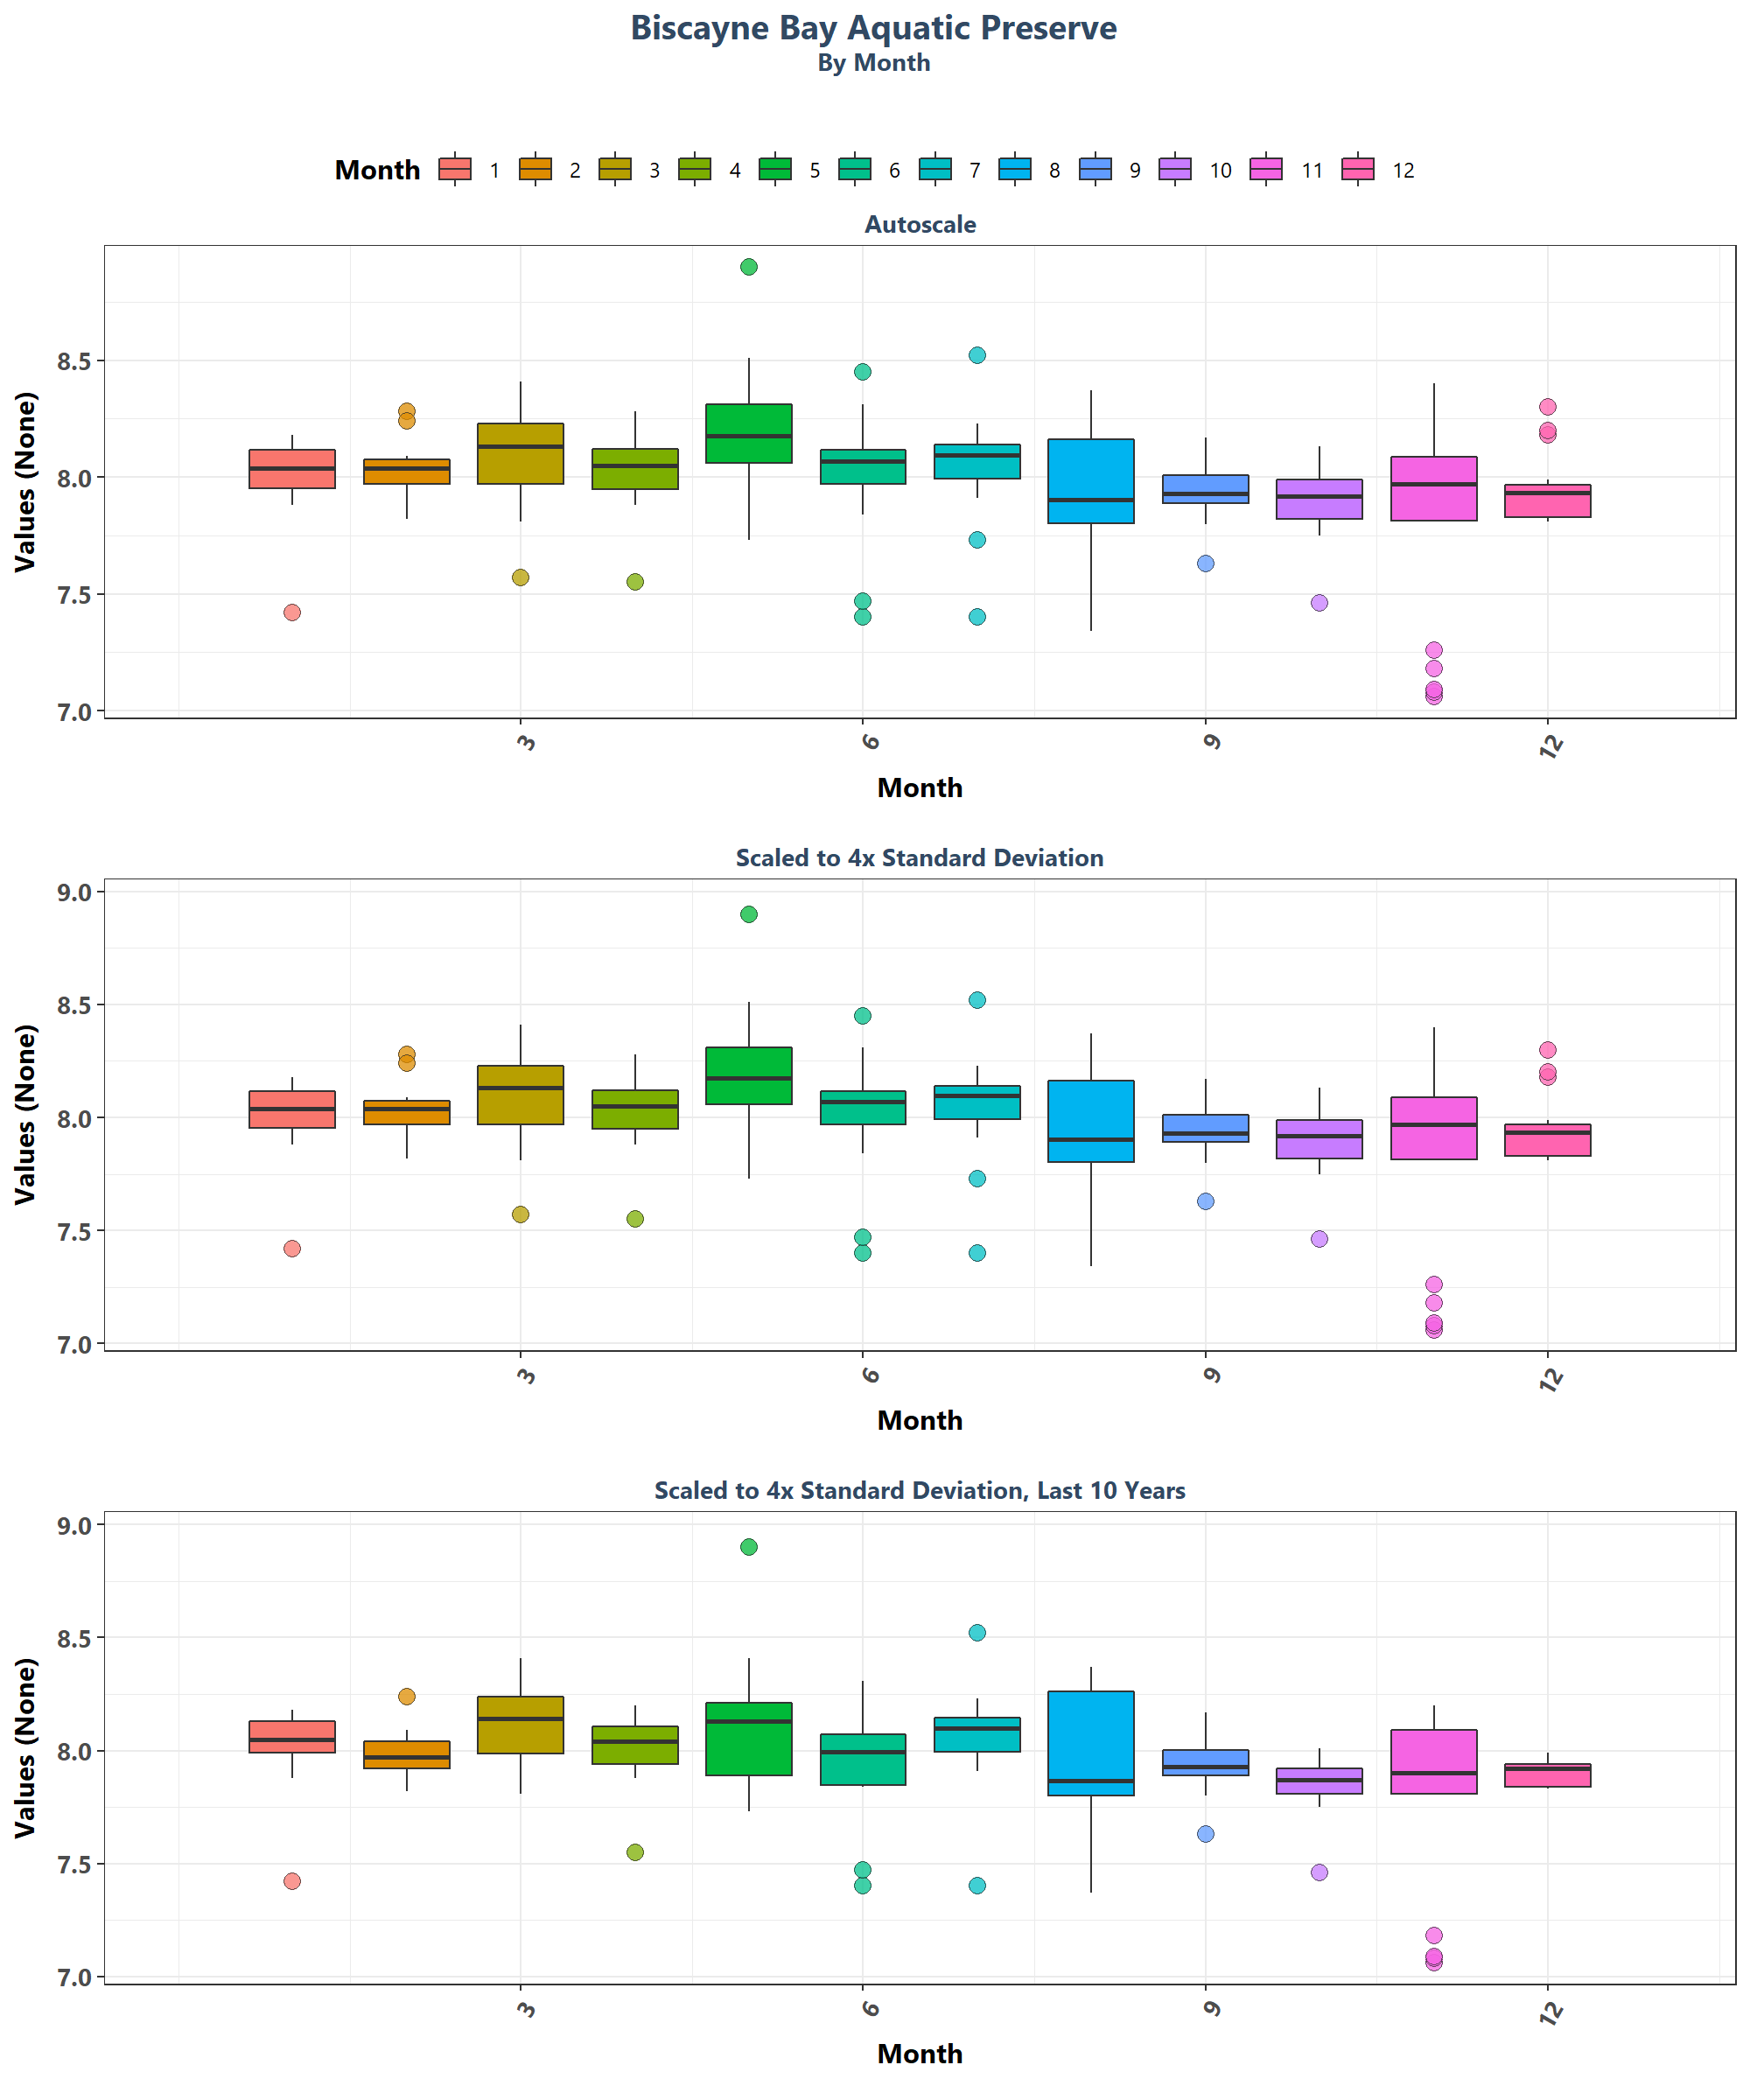 Biscayne Bay Aquatic Preserve
By Month
Month 1 2 3 4 5 6 7 8 9 10 11 12
Autoscale
Values (None)
8.5
8.0
7.5
7.0
3 6 9 12
Month
Scaled to 4x Standard Deviation
Values (None)
9.0
8.5
8.0
7.5
7.0
3 6 9 12
Month
Scaled to 4x Standard Deviation, Last 10 Years
Values (None)
9.0
8.5
8.0
7.5
7.0
3 6 9 12
Month